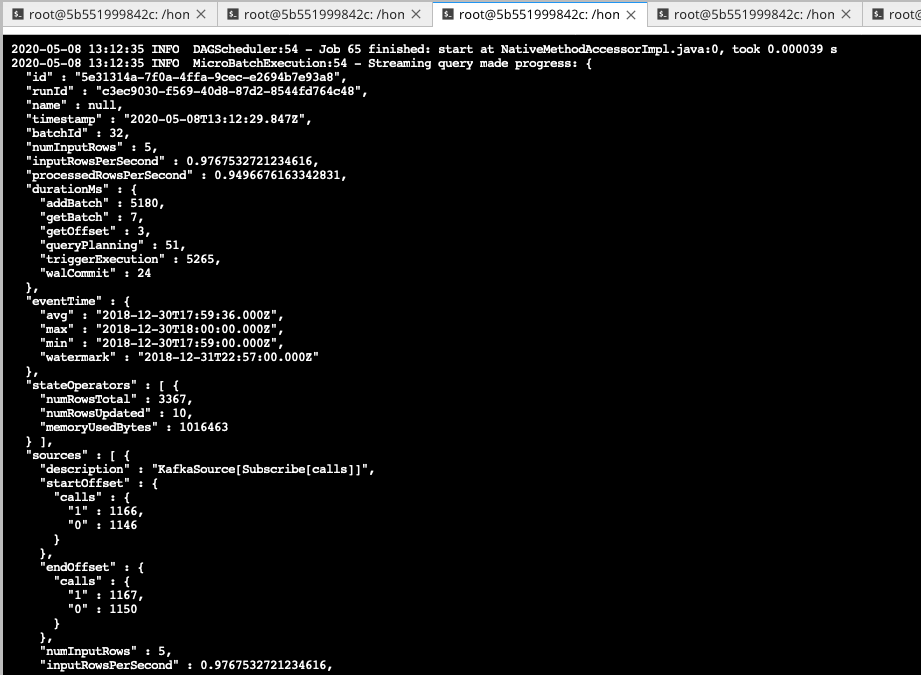 root@5b551999842c: /hon
root@5b551999842c: /hon
root@5b551999842c: /hon
root@5b551999842c: /hon
root@
2020-05-08 13:12:35 INFO  DAGScheduler:54 - Job 65 finished: start at NativeMethodAccessorImpl.java:0, took 0.000039 s
2020-05-08 13:12:35 INFO  MicroBatchExecution:54 - Streaming query made progress: {
  "id" : "5e31314a-7f0a-4ffa-9cec-e2694b7e93a8",
  "runId" : "c3ec9030-f569-40d8-87d2-8544fd764c48",
  "name" : null,
  "timestamp" : "2020-05-08T13:12:29.847Z",
  "batchId" : 32,
  "numInputRows" : 5,
  "inputRowsPerSecond" : 0.9767532721234616,
  "processedRowsPerSecond" : 0.9496676163342831,
  "durationMs" : {
    "addBatch" : 5180,
    "getBatch" : 7,
    "getOffset" : 3,
    "queryPlanning" : 51,
    "triggerExecution" : 5265,
    "walCommit" : 24
  },
  "eventTime" : {
    "avg" : "2018-12-30T17:59:36.000Z",
    "max" : "2018-12-30T18:00:00.000Z",
    "min" : "2018-12-30T17:59:00.000Z",
    "watermark" : "2018-12-31T22:57:00.000Z"
  },
  "stateOperators" : [ {
    "numRowsTotal" : 3367,
    "numRowsUpdated" : 10,
    "memoryUsedBytes" : 1016463
  } ],
  "sources" : [ {
    "description" : "KafkaSource[Subscribe[calls]]",
    "startOffset" : {
      "calls" : {
        "1" : 1166,
        "0" : 1146
      }
    },
    "endOffset" : {
      "calls" : {
        "1" : 1167,
        "0" : 1150
      }
    },
    "numInputRows" : 5,
    "inputRowsPerSecond" : 0.9767532721234616,